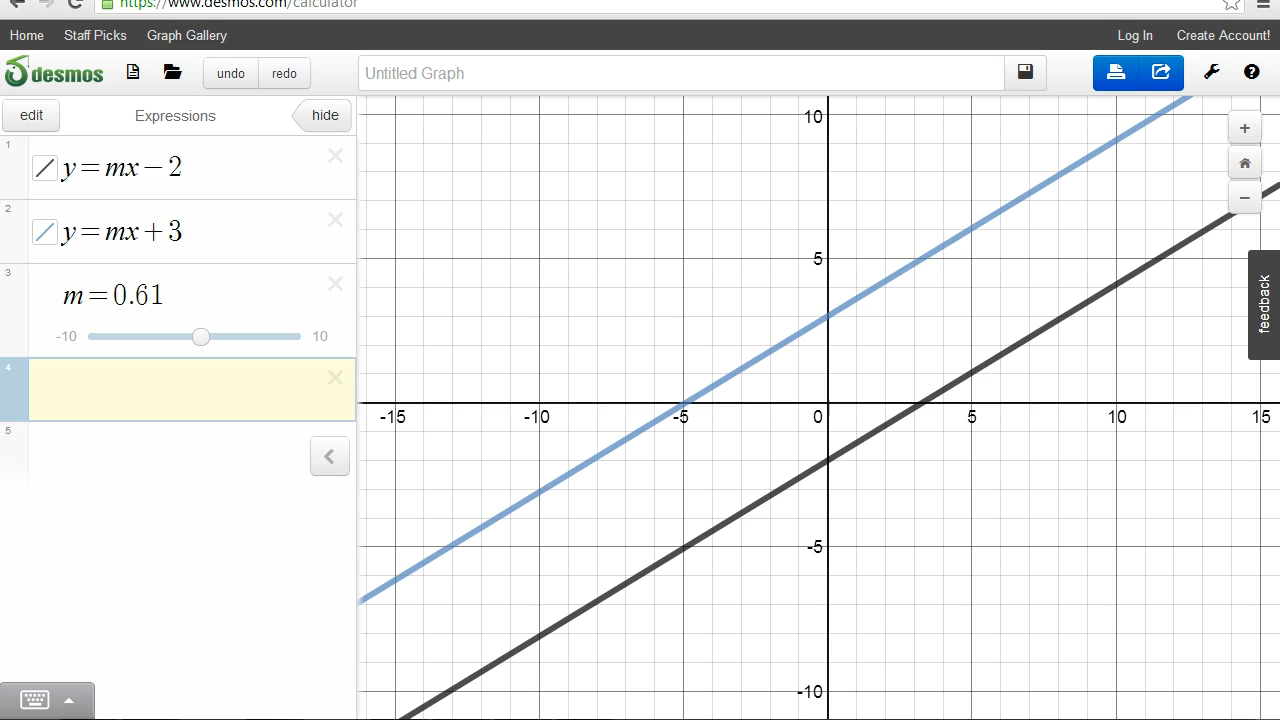 https://www.desmos.com/calculator
Home Staff Picks Graph Gallery Log In Create Account!
desmos undo redo Untitled Graph
edit Expressions hide
1
y=mx−2
2
y=mx+3
3
m=0.61
-10 10
4
5
10
5
-15 -10 -5 0 5 10 15
-5
-10
+
−
feedback